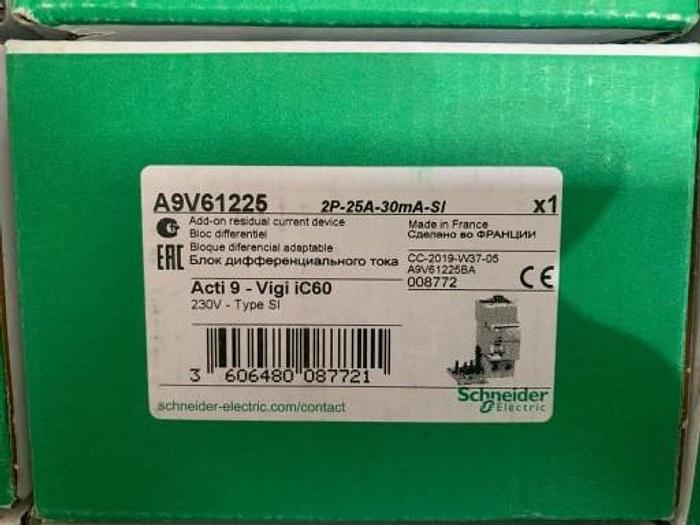 A9V61225 2P-25A-30mA-SI x1
Add-on residual current device
Bloc differentiel
Bloque diferencial adaptable
EAC Блок дифференциального тока
Made in France
Сделано во ФРАНЦИИ
CC-2019-W37-05
A9V61225BA
008772
CE
Acti 9 - Vigi iC60
230V - Type SI
3 606480 087721
schneider-electric.com/contact
Schneider
Electric